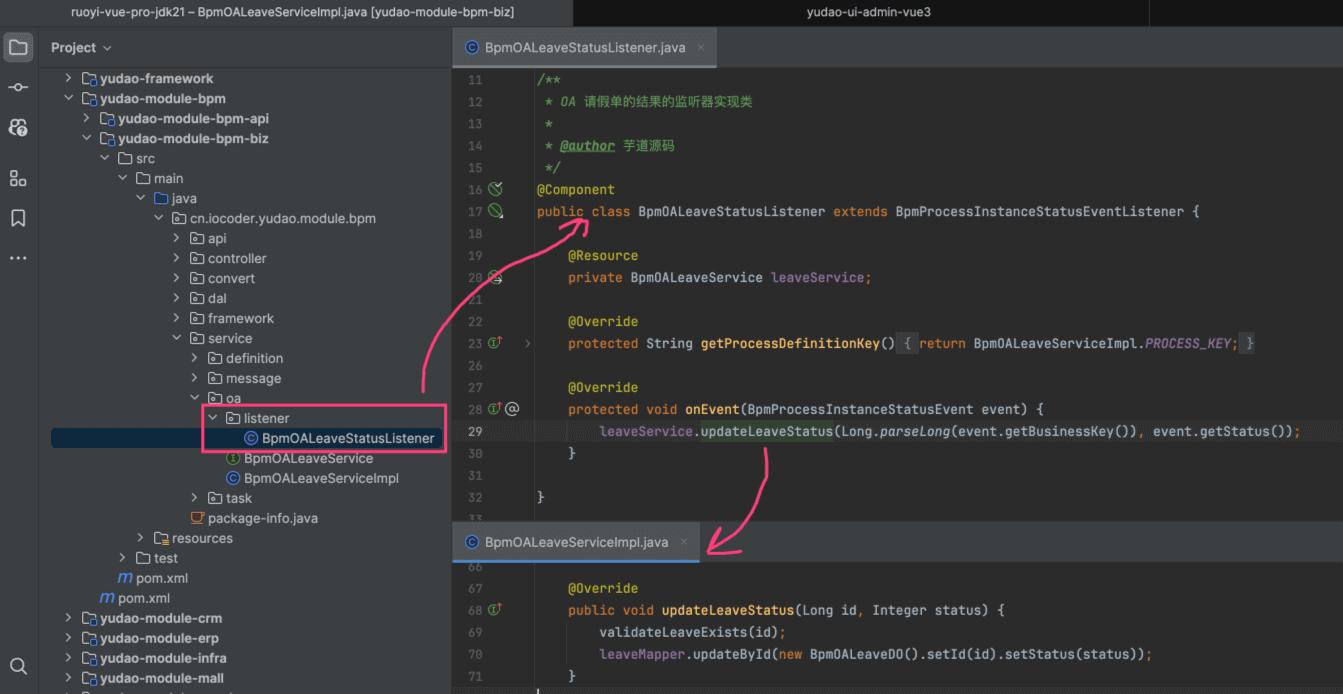 ruoyi-vue-pro-jdk21 – BpmOALeaveServiceImpl.java [yudao-module-bpm-biz]
yudao-ui-admin-vue3
Project
yudao-framework
yudao-module-bpm
yudao-module-bpm-api
yudao-module-bpm-biz
src
main
java
cn.iocoder.yudao.module.bpm
api
controller
convert
dal
framework
service
definition
message
oa
listener
BpmOALeaveStatusListener
BpmOALeaveService
BpmOALeaveServiceImpl
task
package-info.java
resources
test
pom.xml
pom.xml
yudao-module-crm
yudao-module-erp
yudao-module-infra
yudao-module-mall
BpmOALeaveStatusListener.java
11 /**
12 * OA 请假单的结果的监听器实现类
13 *
14 * @author 芋道源码
15 */
16 @Component
17 public class BpmOALeaveStatusListener extends BpmProcessInstanceStatusEventListener {
18
19 @Resource
20 private BpmOALeaveService leaveService;
21
22 @Override
23 protected String getProcessDefinitionKey() { return BpmOALeaveServiceImpl.PROCESS_KEY; }
26
27 @Override
28 protected void onEvent(BpmProcessInstanceStatusEvent event) {
29 leaveService.updateLeaveStatus(Long.parseLong(event.getBusinessKey()), event.getStatus());
30 }
31
32 }
33
BpmOALeaveServiceImpl.java
66
67 @Override
68 public void updateLeaveStatus(Long id, Integer status) {
69 validateLeaveExists(id);
70 leaveMapper.updateById(new BpmOALeaveDO().setId(id).setStatus(status));
71 }